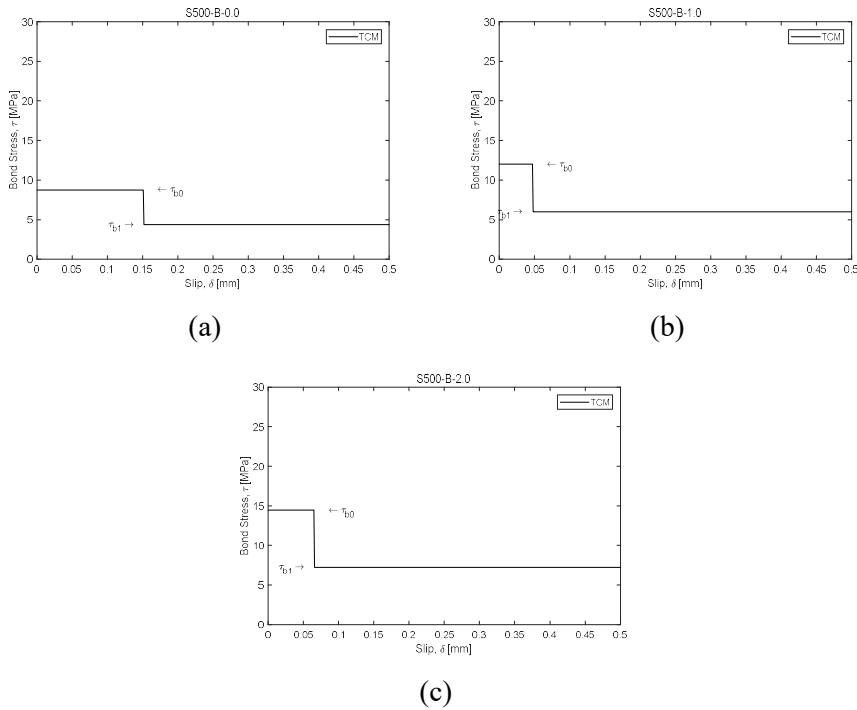 S500-B-0.0
TCM
Bond Stress, τ [MPa]
30
25
20
15
10
5
0
← τb0
τb1 →
0 0.05 0.1 0.15 0.2 0.25 0.3 0.35 0.4 0.45 0.5
Slip, δ [mm]
(a)
S500-B-1.0
TCM
Bond Stress, τ [MPa]
30
25
20
15
10
5
0
← τb0
τb1 →
0 0.05 0.1 0.15 0.2 0.25 0.3 0.35 0.4 0.45 0.5
Slip, δ [mm]
(b)
S500-B-2.0
TCM
Bond Stress, τ [MPa]
30
25
20
15
10
5
0
← τb0
τb1 →
0 0.05 0.1 0.15 0.2 0.25 0.3 0.35 0.4 0.45 0.5
Slip, δ [mm]
(c)